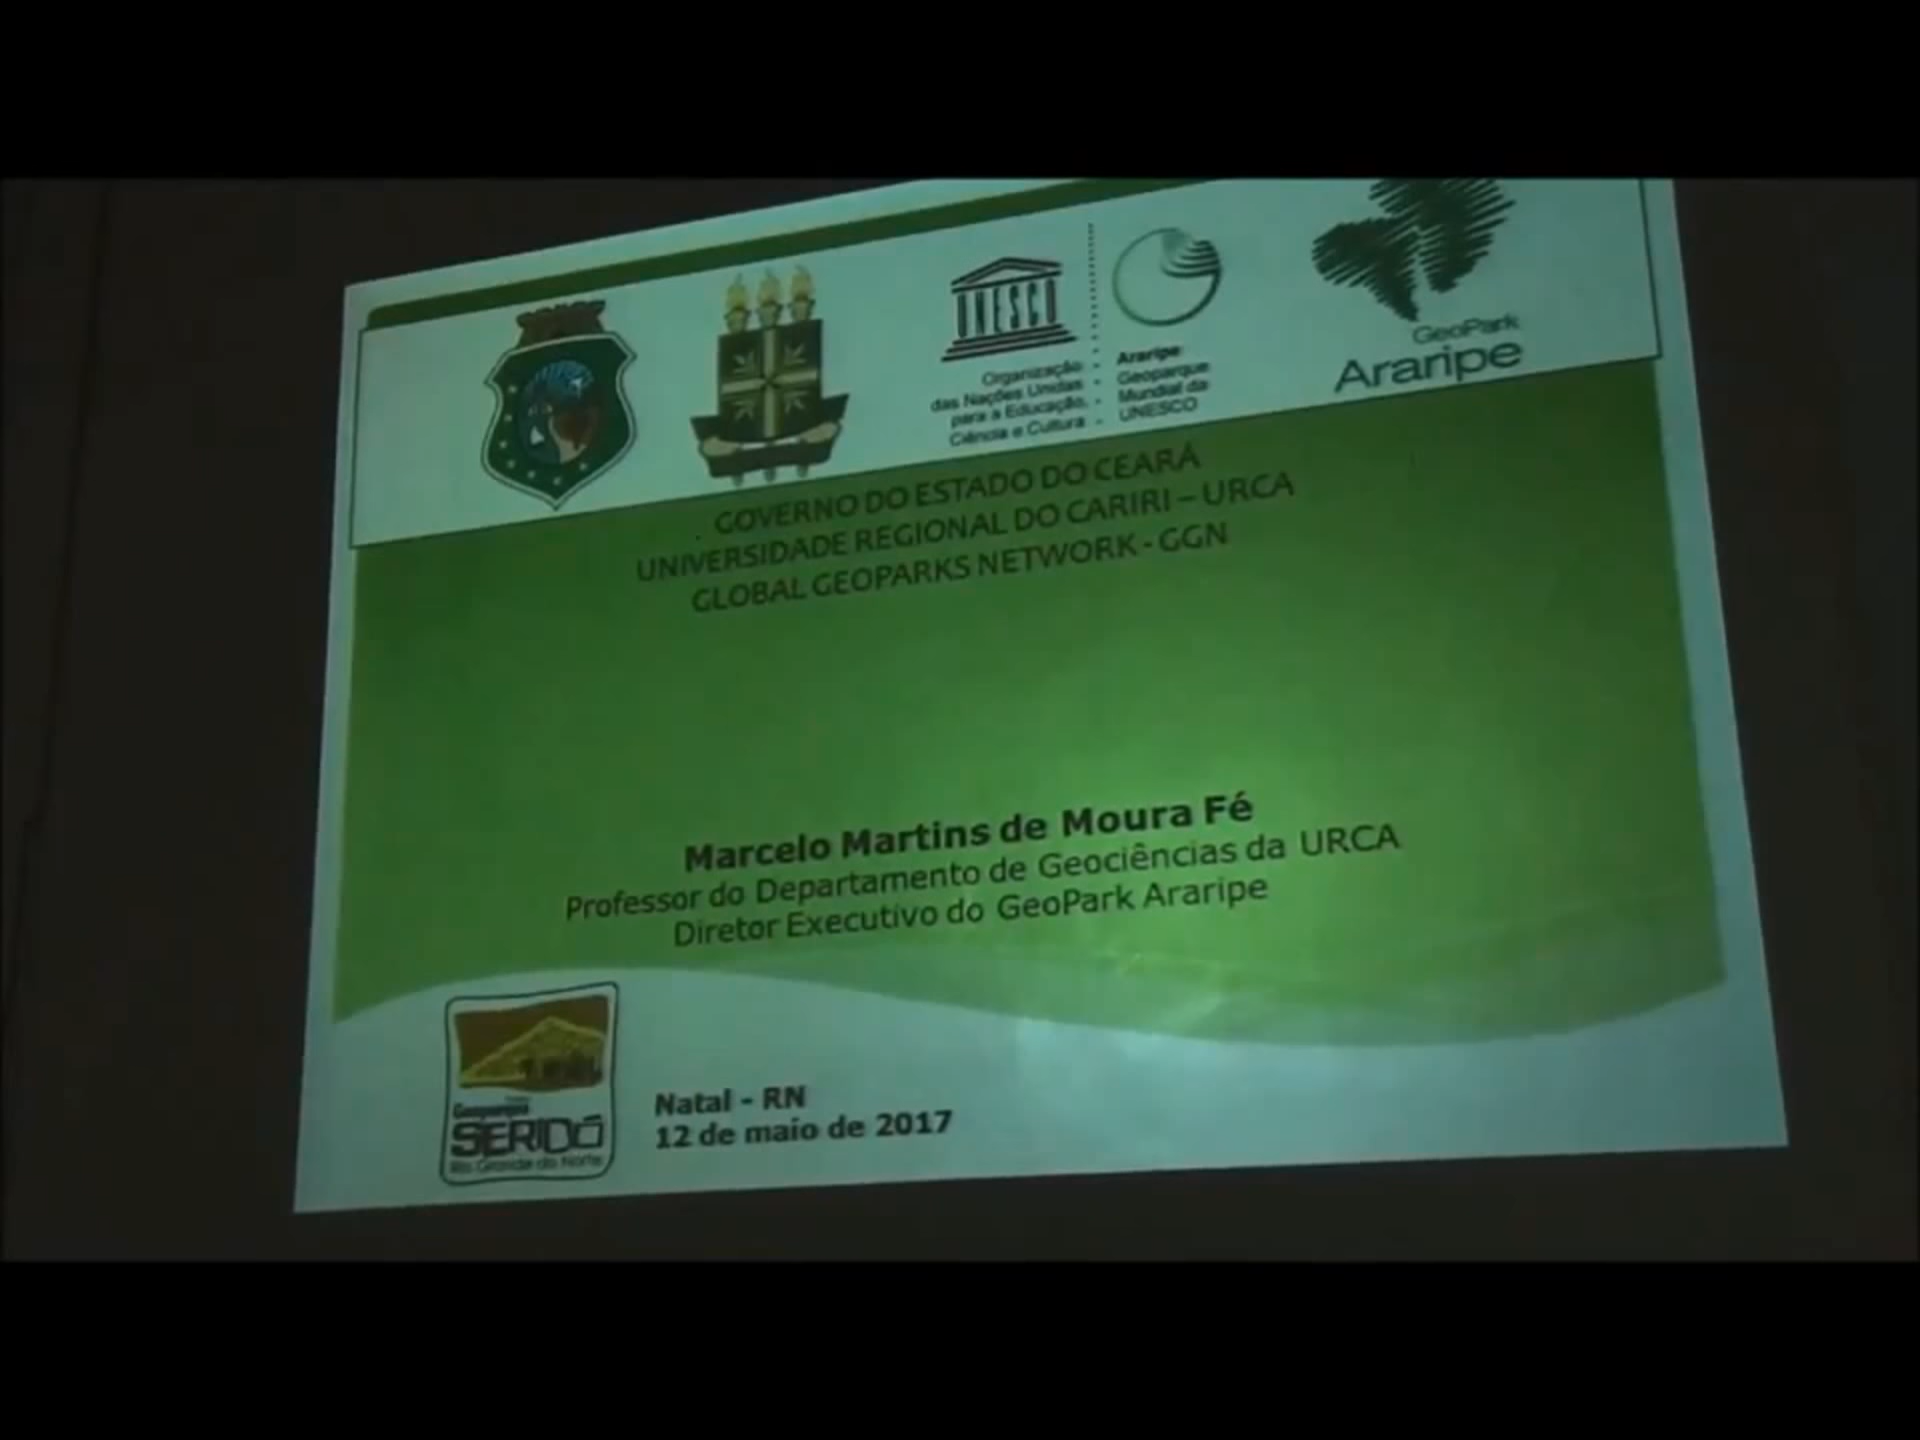 UNESCO
Organização
das Nações Unidas
para a Educação,
Ciência e Cultura
Araripe
Geoparque
Mundial da
UNESCO
GeoPark
Araripe
GOVERNO DO ESTADO DO CEARÁ
UNIVERSIDADE REGIONAL DO CARIRI – URCA
GLOBAL GEOPARKS NETWORK - GGN
Marcelo Martins de Moura Fé
Professor do Departamento de Geociências da URCA
Diretor Executivo do GeoPark Araripe
Geoparque
SERIDÓ
Rio Grande do Norte
Natal - RN
12 de maio de 2017